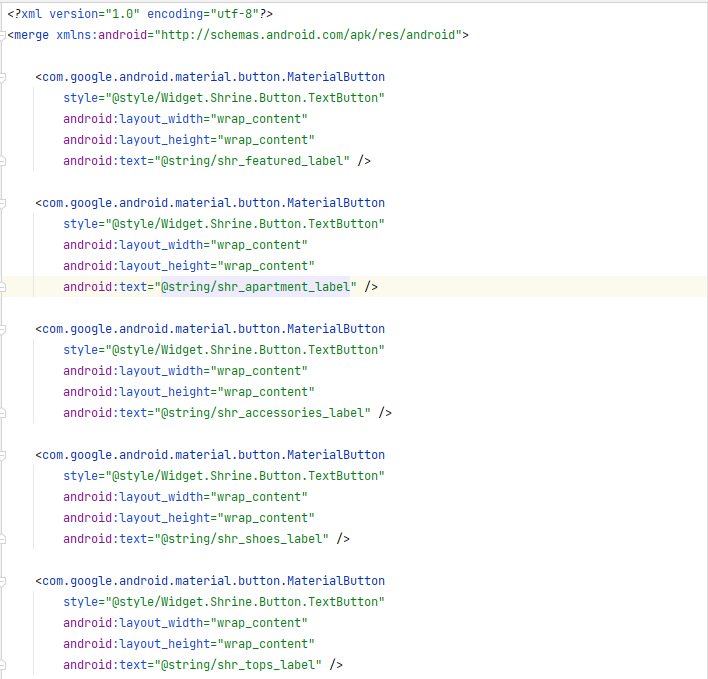 <?xml version="1.0" encoding="utf-8"?>
<merge xmlns:android="http://schemas.android.com/apk/res/android">
<com.google.android.material.button.MaterialButton
style="@style/Widget.Shrine.Button.TextButton"
android:layout_width="wrap_content"
android:layout_height="wrap_content"
android:text="@string/shr_featured_label" />
<com.google.android.material.button.MaterialButton
style="@style/Widget.Shrine.Button.TextButton"
android:layout_width="wrap_content"
android:layout_height="wrap_content"
android:text="@string/shr_apartment_label" />
<com.google.android.material.button.MaterialButton
style="@style/Widget.Shrine.Button.TextButton"
android:layout_width="wrap_content"
android:layout_height="wrap_content"
android:text="@string/shr_accessories_label" />
<com.google.android.material.button.MaterialButton
style="@style/Widget.Shrine.Button.TextButton"
android:layout_width="wrap_content"
android:layout_height="wrap_content"
android:text="@string/shr_shoes_label" />
<com.google.android.material.button.MaterialButton
style="@style/Widget.Shrine.Button.TextButton"
android:layout_width="wrap_content"
android:layout_height="wrap_content"
android:text="@string/shr_tops_label" />